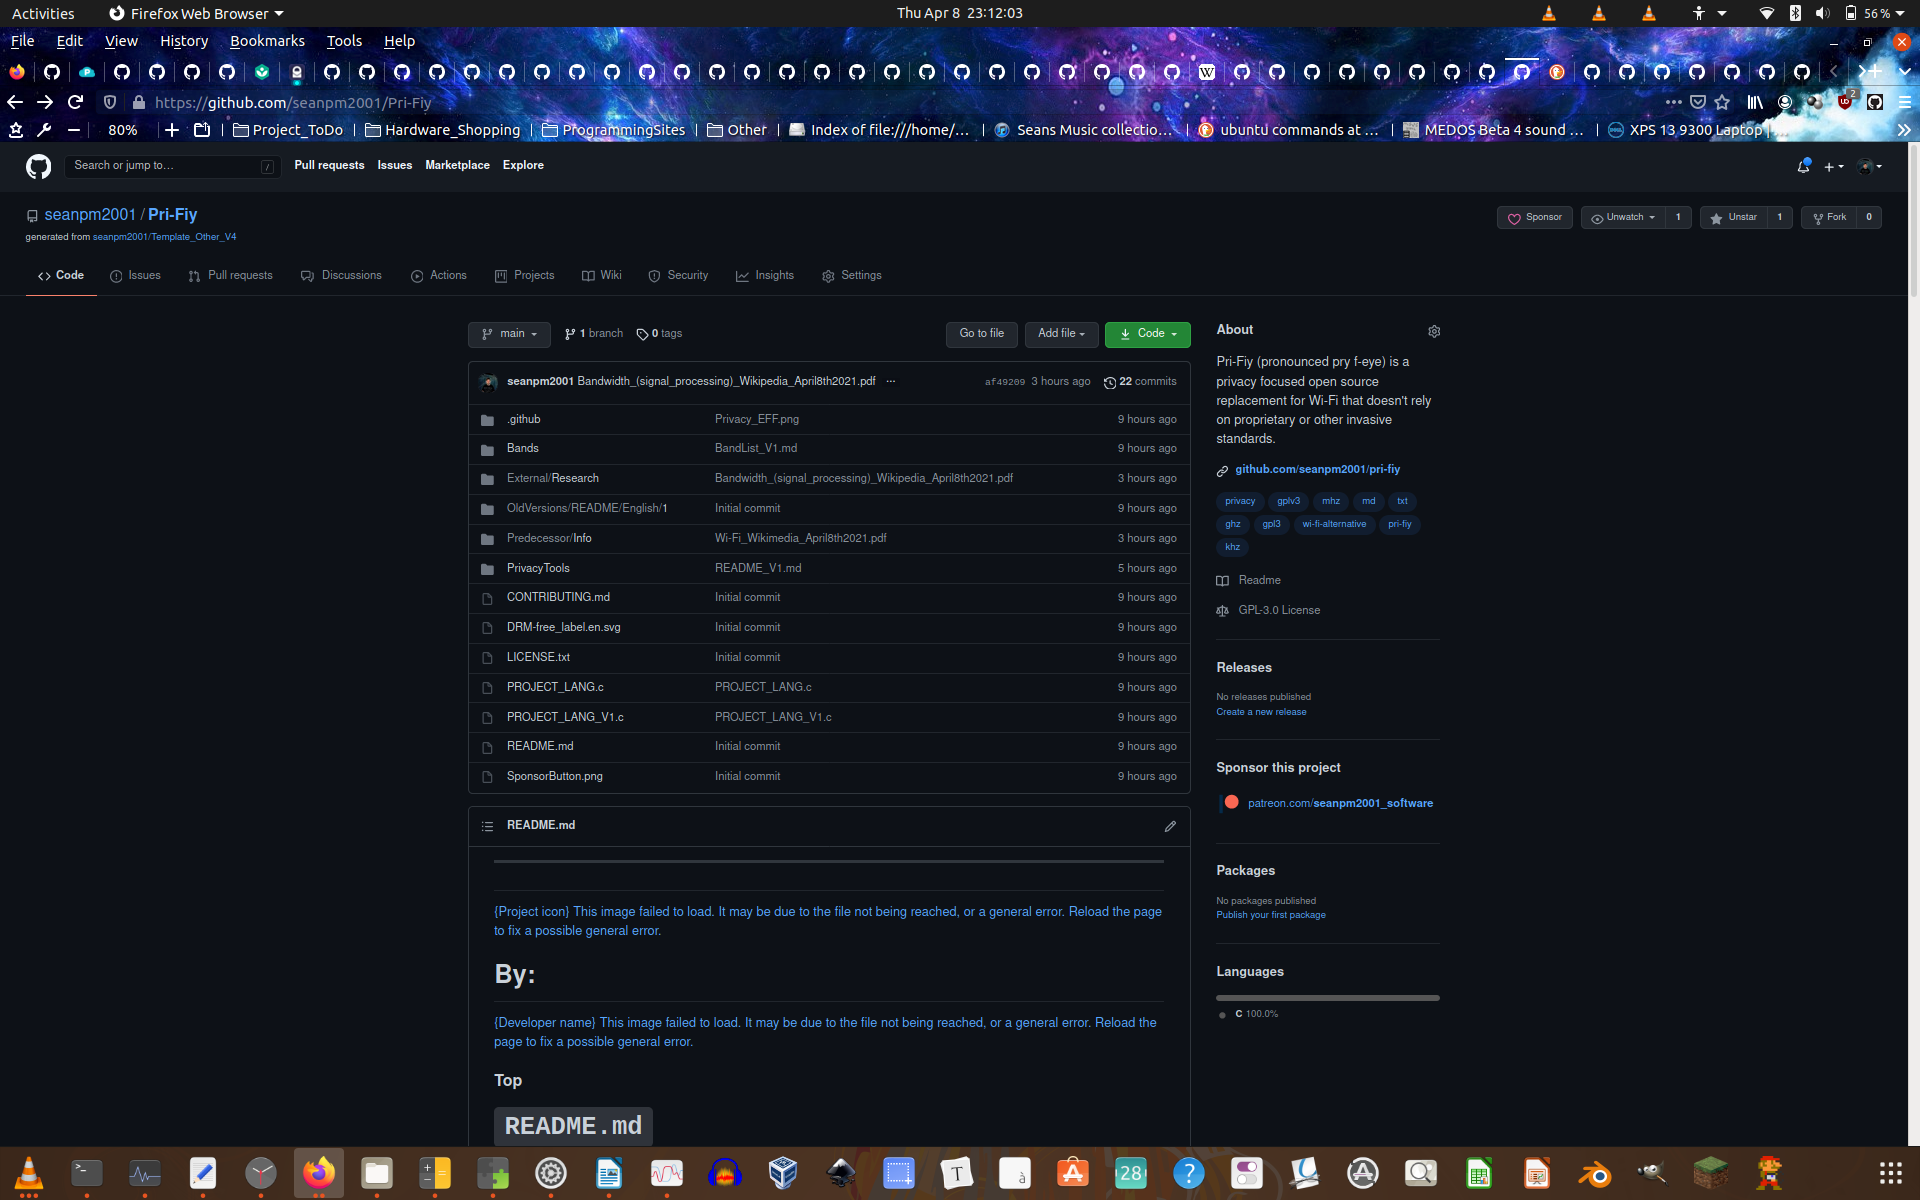 Activities
Firefox Web Browser
Thu Apr 8  23:12:03
56 %
File Edit View History Bookmarks Tools Help
https://github.com/seanpm2001/Pri-Fiy
2
80%
Project_ToDo
Hardware_Shopping
ProgrammingSites
Other
Index of file:///home/...
Seans Music collectio...
ubuntu commands at ...
MEDOS Beta 4 sound ...
XPS 13 9300 Laptop | ...
Search or jump to...
/
Pull requests Issues Marketplace Explore
seanpm2001 / Pri-Fiy
generated from seanpm2001/Template_Other_V4
Sponsor
Unwatch 1
Unstar 1
Fork 0
Code
Issues
Pull requests
Discussions
Actions
Projects
Wiki
Security
Insights
Settings
main
1 branch
0 tags
Go to file
Add file
Code
seanpm2001 Bandwidth_(signal_processing)_Wikipedia_April8th2021.pdf ... af49209 3 hours ago 22 commits
.github Privacy_EFF.png 9 hours ago
Bands BandList_V1.md 9 hours ago
External/Research Bandwidth_(signal_processing)_Wikipedia_April8th2021.pdf 3 hours ago
OldVersions/README/English/1 Initial commit 9 hours ago
Predecessor/Info Wi-Fi_Wikimedia_April8th2021.pdf 3 hours ago
PrivacyTools README_V1.md 5 hours ago
CONTRIBUTING.md Initial commit 9 hours ago
DRM-free_label.en.svg Initial commit 9 hours ago
LICENSE.txt Initial commit 9 hours ago
PROJECT_LANG.c PROJECT_LANG.c 9 hours ago
PROJECT_LANG_V1.c PROJECT_LANG_V1.c 9 hours ago
README.md Initial commit 9 hours ago
SponsorButton.png Initial commit 9 hours ago
README.md
{Project icon} This image failed to load. It may be due to the file not being reached, or a general error. Reload the page
to fix a possible general error.
By:
{Developer name} This image failed to load. It may be due to the file not being reached, or a general error. Reload the
page to fix a possible general error.
Top
README.md
About
Pri-Fiy (pronounced pry f-eye) is a
privacy focused open source
replacement for Wi-Fi that doesn't rely
on proprietary or other invasive
standards.
github.com/seanpm2001/pri-fiy
privacy gplv3 mhz md txt
ghz gpl3 wi-fi-alternative pri-fiy
khz
Readme
GPL-3.0 License
Releases
No releases published
Create a new release
Sponsor this project
patreon.com/seanpm2001_software
Packages
No packages published
Publish your first package
Languages
C 100.0%